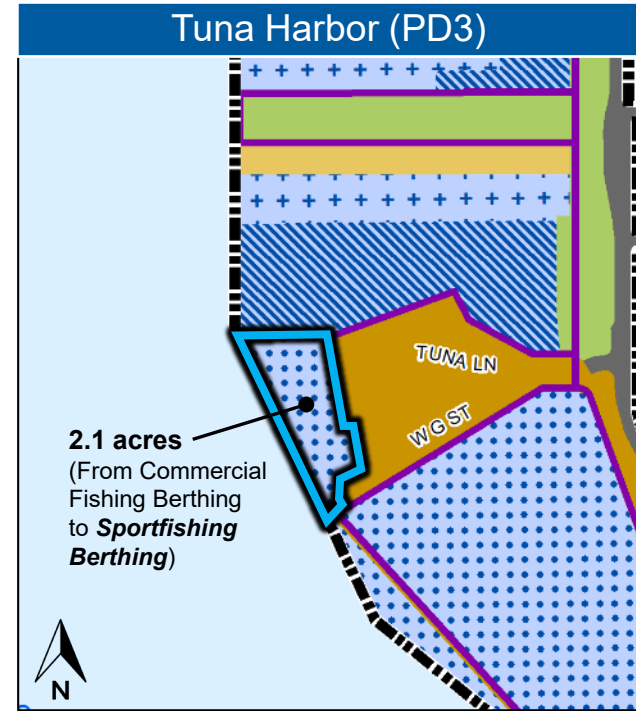 Tuna Harbor (PD3)
TUNA LN
W G ST
2.1 acres
(From Commercial
Fishing Berthing
to Sportfishing
Berthing)
N